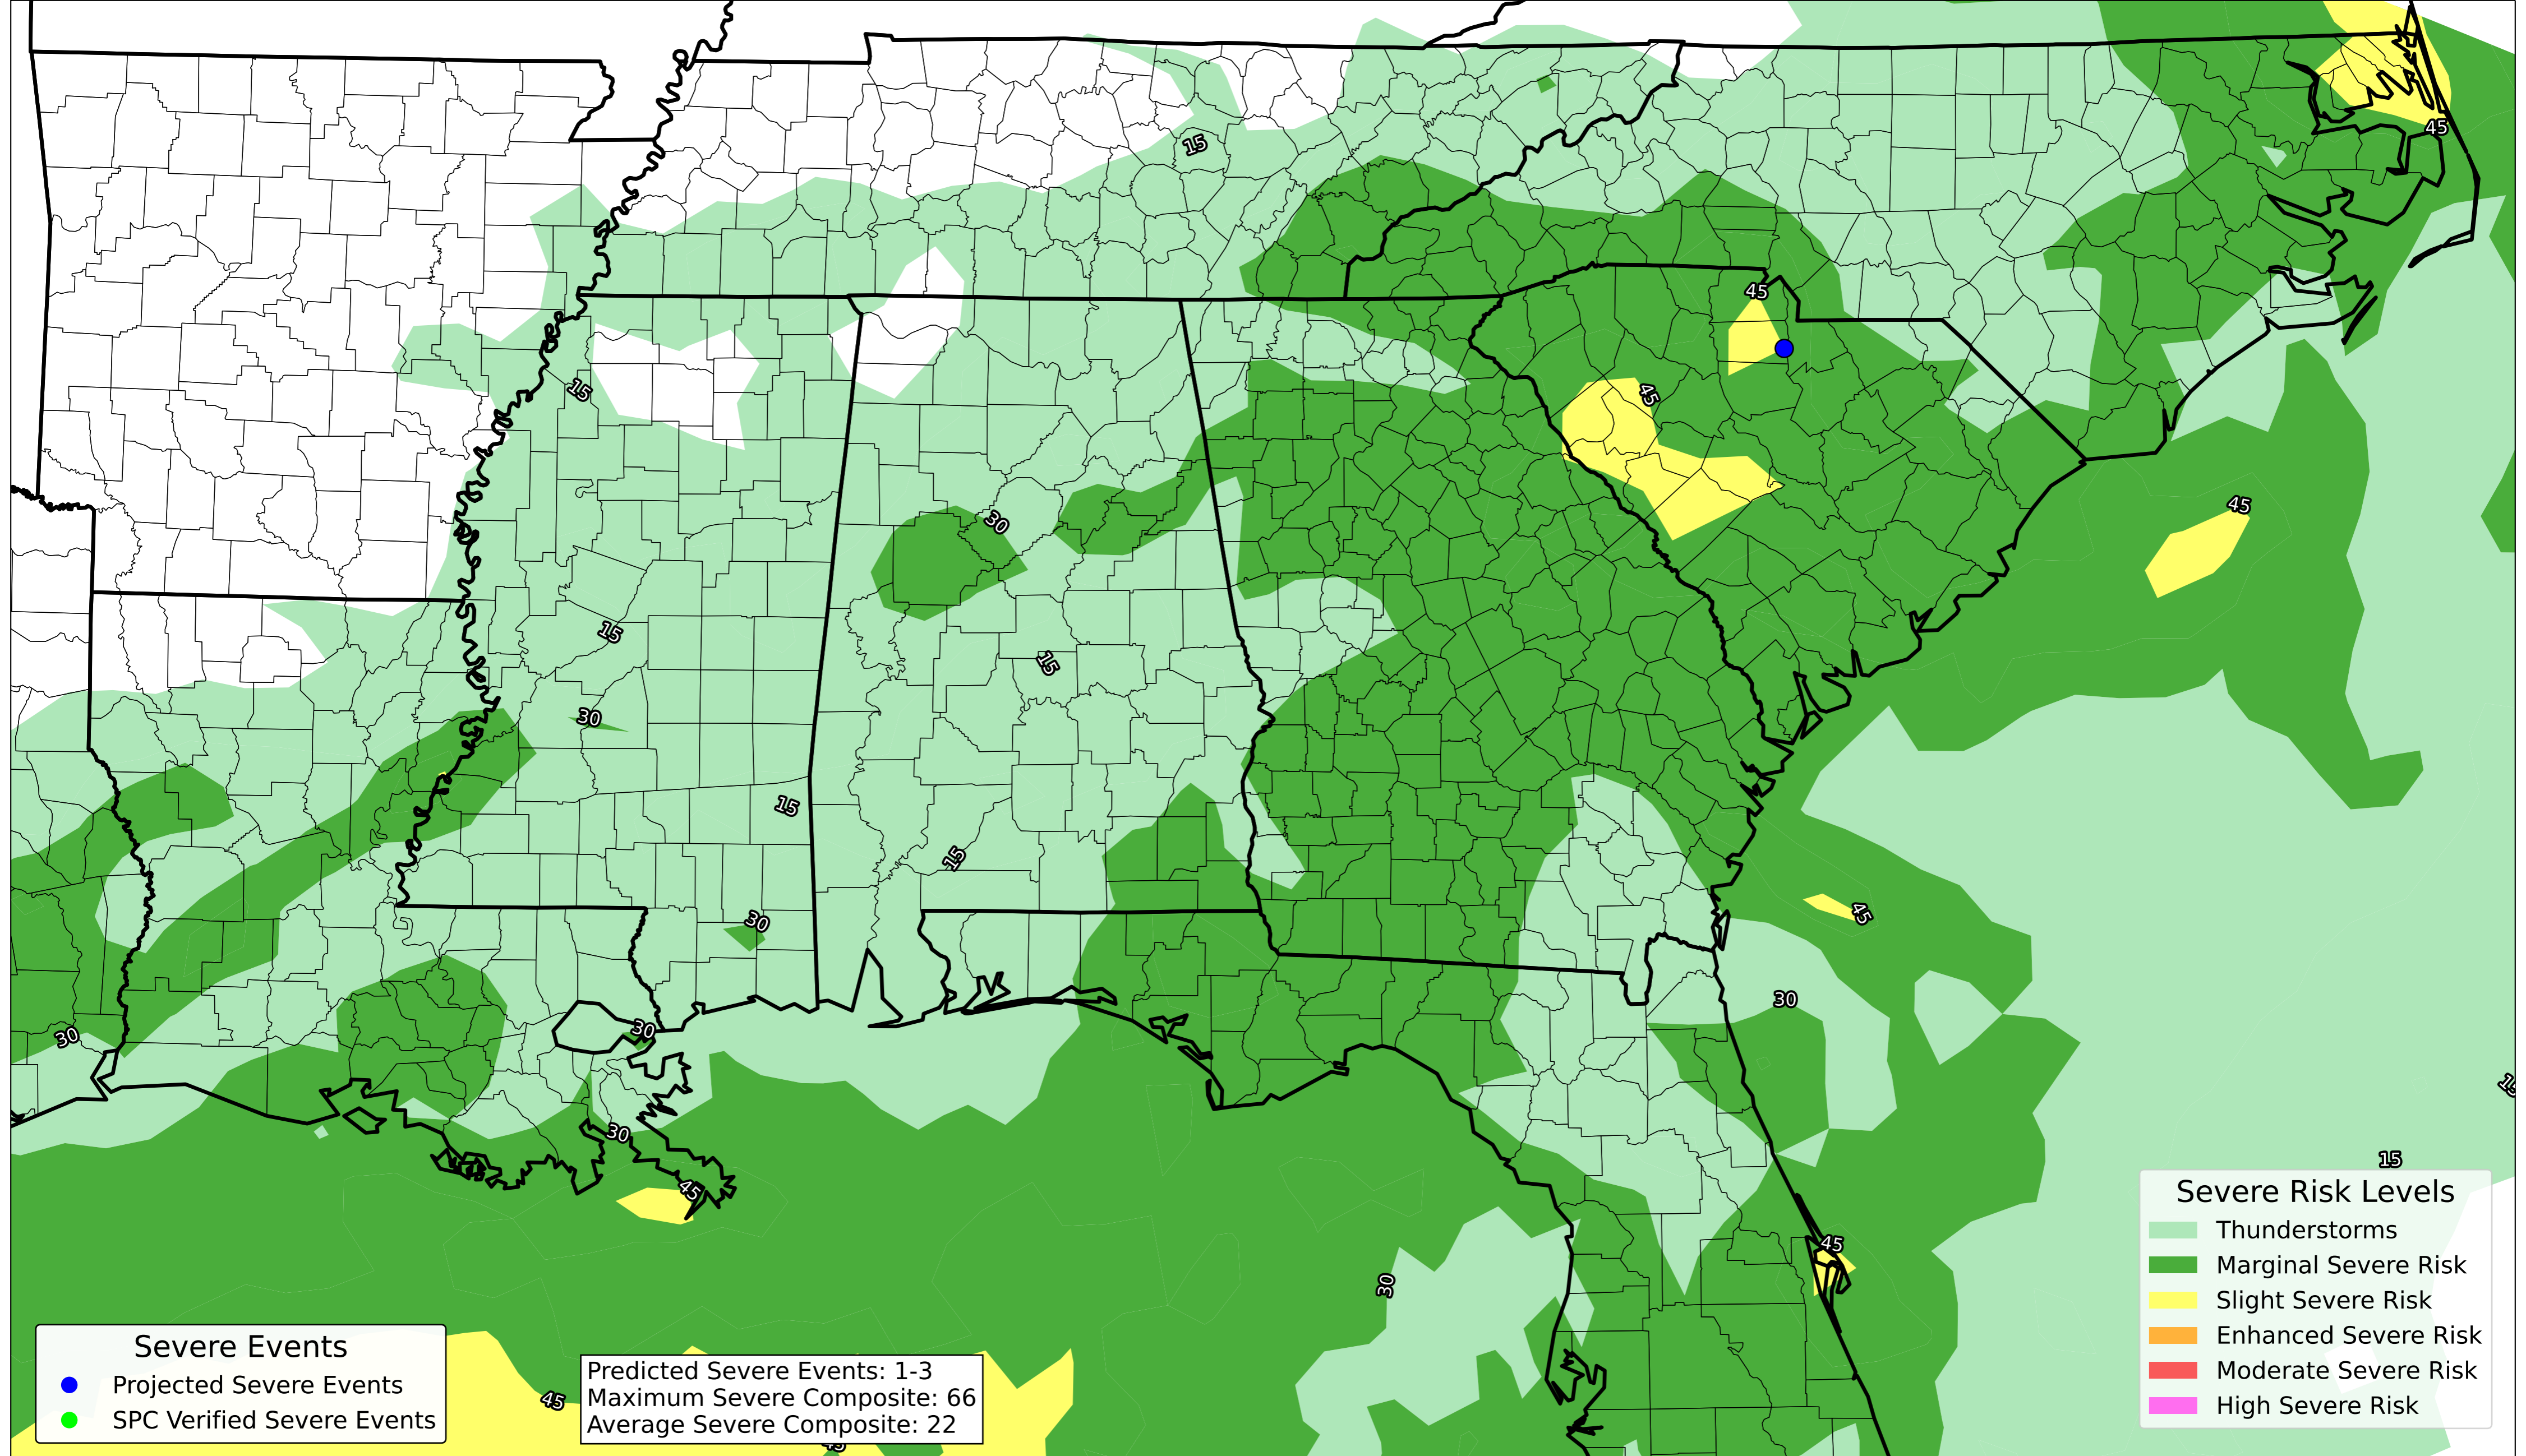 45
15
45
15
45
30
45
15
15
30
15
15
45
30
30
30
30
15
30
15
45
45
30
45
45
Severe Risk Levels
Thunderstorms
Marginal Severe Risk
Slight Severe Risk
Enhanced Severe Risk
Moderate Severe Risk
High Severe Risk
Severe Events
Projected Severe Events
SPC Verified Severe Events
Predicted Severe Events: 1-3
Maximum Severe Composite: 66
Average Severe Composite: 22